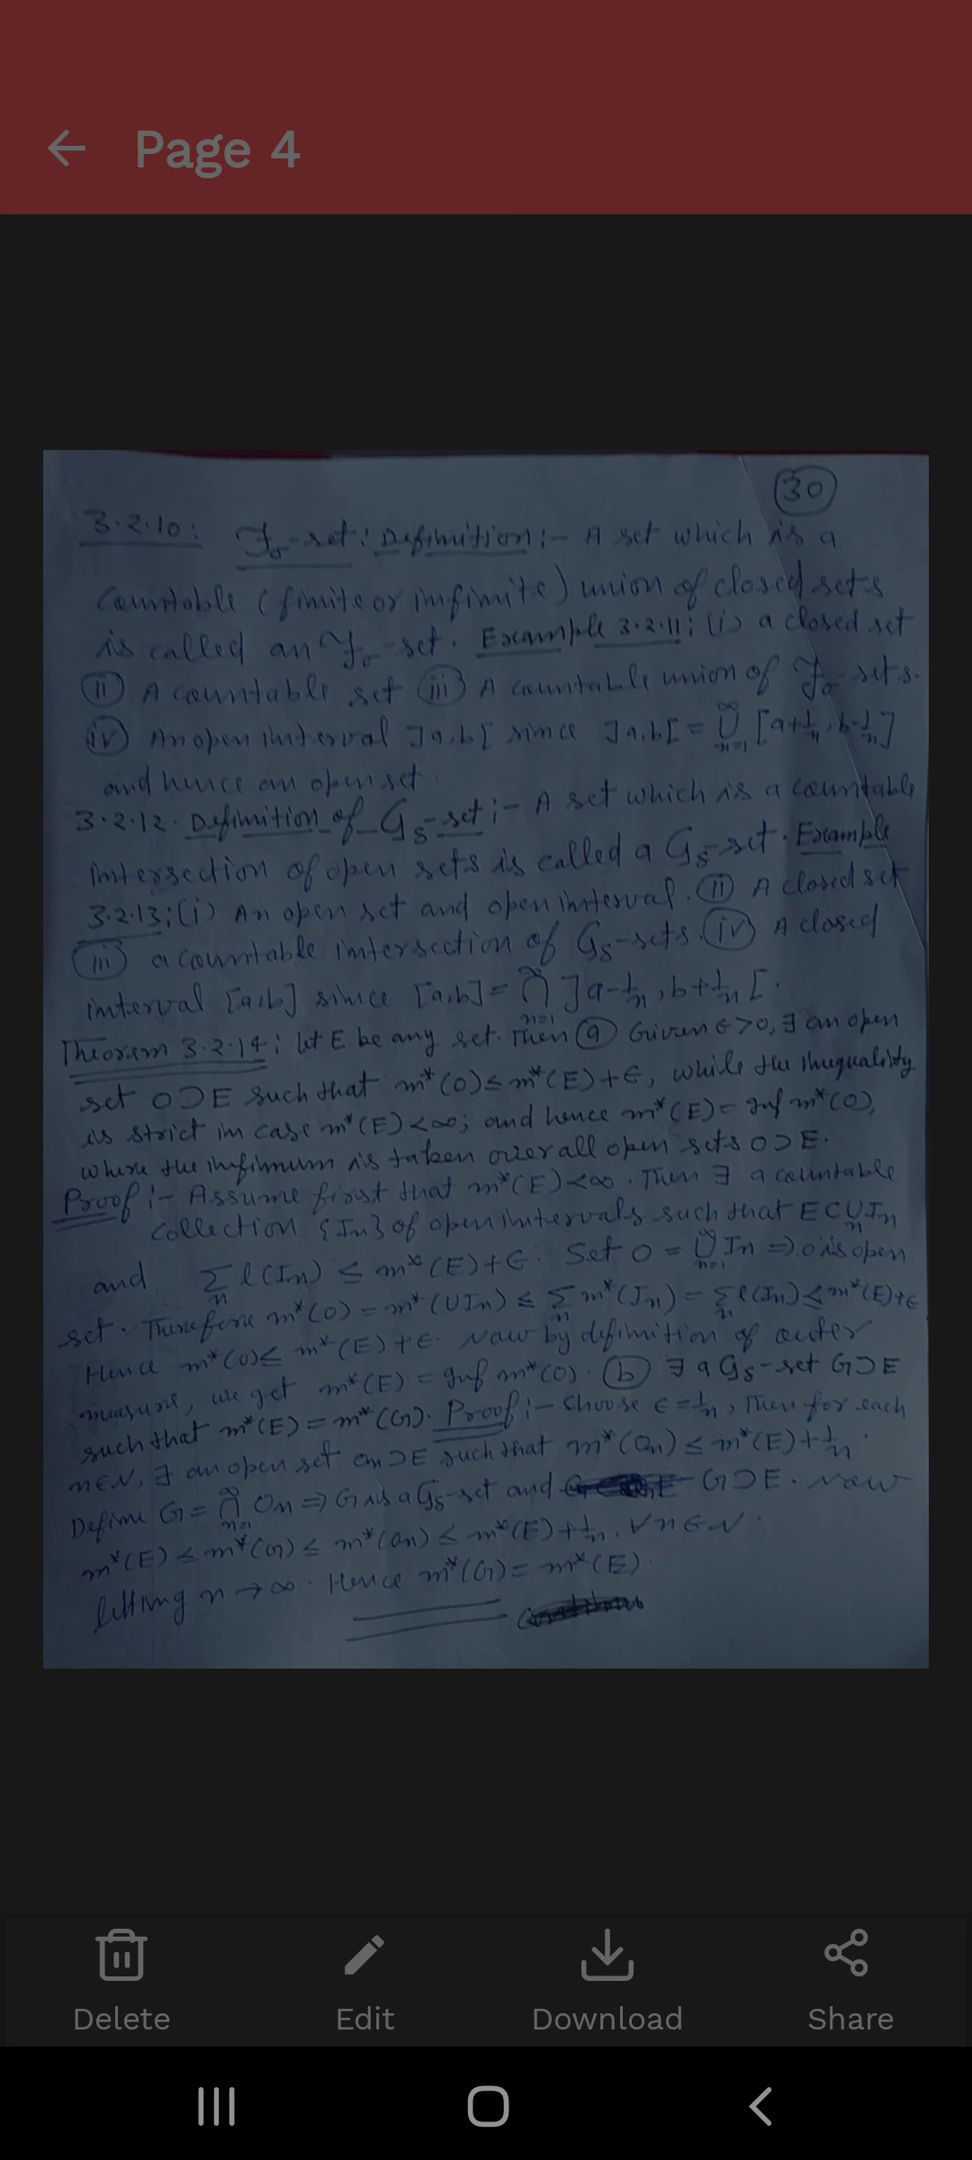 Page 4
30
3.2.10: Fσ-set: Definition:- A set which is a
Countable (finite or infinite) union of closed sets
is called an Fσ-set. Example 3.2.11: (i) a closed set
(ii) A countable set (iii) A countable union of Fσ-sets.
(iv) An open interval ]a,b[ since ]a,b[ = ∞∪n=1 [a+1/n, b-1/n]
and hence an open set.
3.2.12. Definition of Gδ-set:- A set which is a countable
intersection of open sets is called a Gδ-set. Example
3.2.13: (i) An open set and open interval. (ii) A closed set
(iii) a countable intersection of Gδ-sets. (iv) A closed
interval [a,b] since [a,b] = ∞∩n=1 ]a-1/n, b+1/n[.
Theorem 3.2.14: let E be any set. Then (a) Given ϵ>0, ∃ an open
set O⊃E such that m*(O) ≤ m*(E)+ϵ, while the inequality
is strict in case m*(E)<∞; and hence m*(E) = Inf m*(O),
where the infimum is taken over all open sets O⊃E.
Proof:- Assume first that m*(E)<∞. Then ∃ a countable
collection {In} of open intervals such that E⊂∪n In
and Σn l(In) ≤ m*(E)+ϵ. Set O = ∞∪n=1 In ⇒ O is open
set. Therefore m*(O) = m*(∪In) ≤ Σn m*(In) = Σn l(In) ≤ m*(E)+ϵ
Hence m*(O) ≤ m*(E)+ϵ. Now by definition of outer
measure, we get m*(E) = Inf m*(O). (b) ∃ a Gδ-set G⊃E
such that m*(E) = m*(G). Proof:- Choose ϵ=1/n, Then for each
n∈N, ∃ an open set On⊃E such that m*(On) ≤ m*(E)+1/n.
Define G = ∞∩n=1 On ⇒ G is a Gδ-set and G⊃E. Now
m*(E) ≤ m*(G) ≤ m*(On) ≤ m*(E)+1/n, ∀ n∈N.
letting n→∞. Hence m*(G) = m*(E).
Delete Edit Download Share